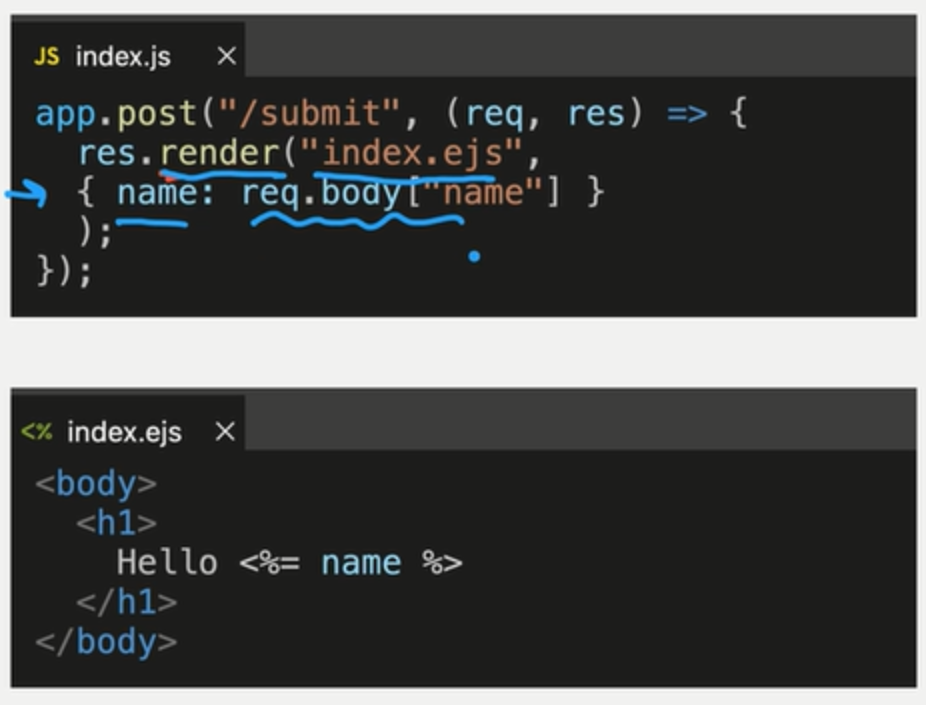 JS index.js ×
app.post("/submit", (req, res) => {
  res.render("index.ejs",
  { name: req.body["name"] }
  );
});
<% index.ejs ×
<body>
  <h1>
    Hello <%= name %>
  </h1>
</body>